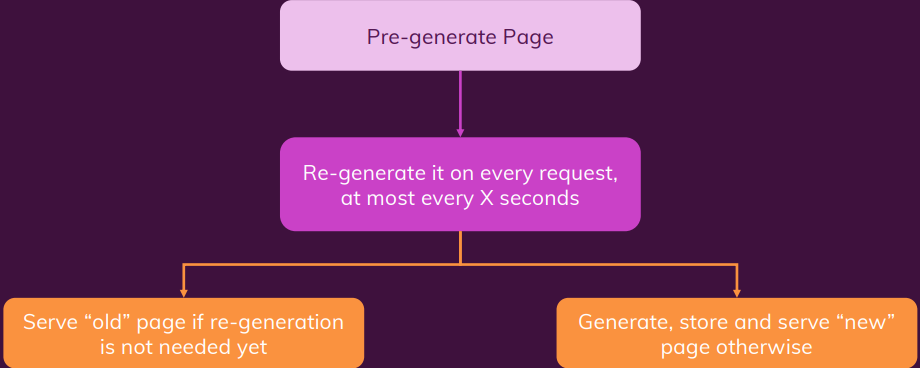 Pre-generate Page
Re-generate it on every request,
at most every X seconds
Serve “old” page if re-generation
is not needed yet
Generate, store and serve “new”
page otherwise